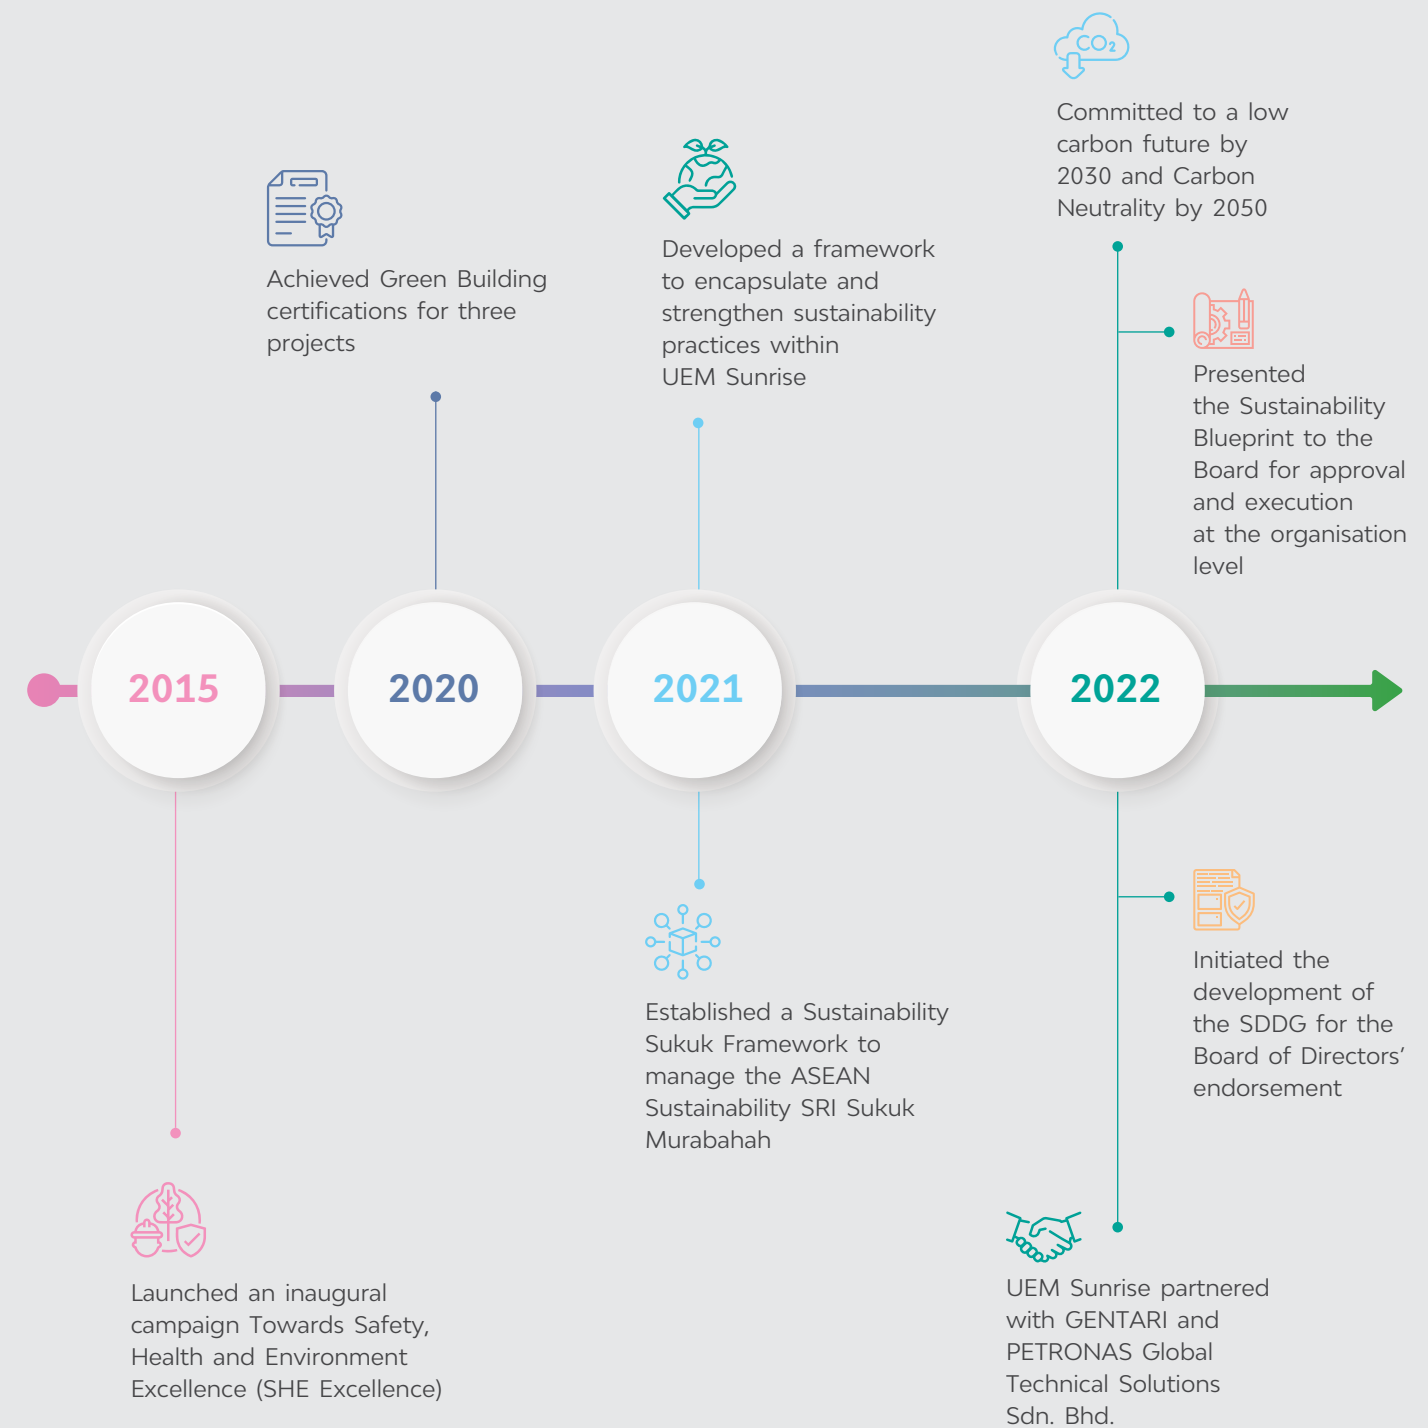 CO2
Committed to a low
carbon future by
2030 and Carbon
Neutrality by 2050
Achieved Green Building
certifications for three
projects
Developed a framework
to encapsulate and
strengthen sustainability
practices within
UEM Sunrise
Presented
the Sustainability
Blueprint to the
Board for approval
and execution
at the organisation
level
2015
2020
2021
2022
Established a Sustainability
Sukuk Framework to
manage the ASEAN
Sustainability SRI Sukuk
Murabahah
Initiated the
development of
the SDDG for the
Board of Directors’
endorsement
Launched an inaugural
campaign Towards Safety,
Health and Environment
Excellence (SHE Excellence)
UEM Sunrise partnered
with GENTARI and
PETRONAS Global
Technical Solutions
Sdn. Bhd.